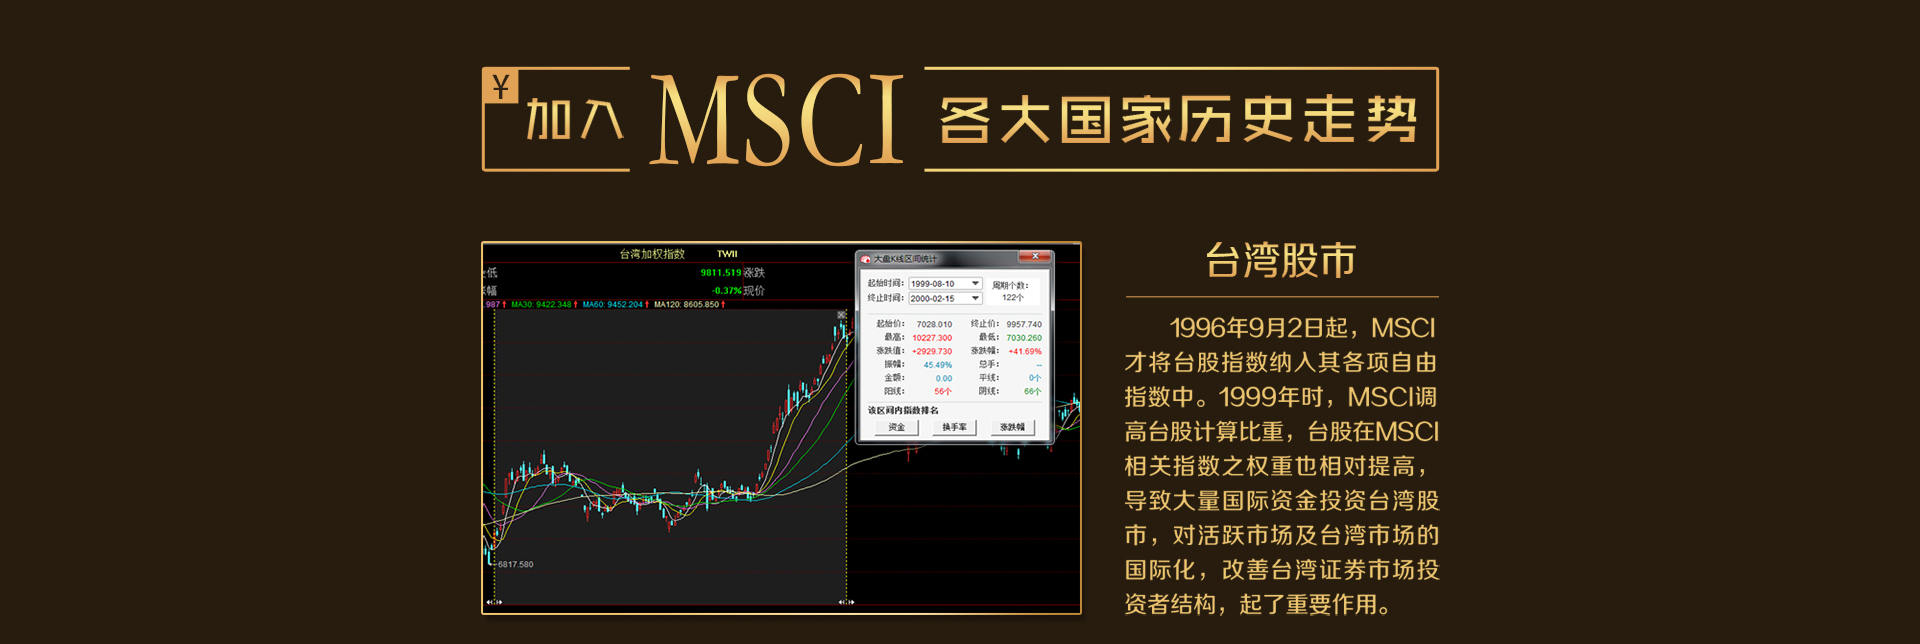 ¥
加入 MSCI 各大国家历史走势
台湾加权指数 TWII
低 9811.519 涨跌
幅 -0.37% 现价
.987↑ MA30: 9422.348↑ MA60: 9452.204↑ MA120: 8605.850↑
6817.580
大盘K线区间统计
起始时间: 1999-08-10 周期个数:
终止时间: 2000-02-15 122个
起始价: 7028.010 终止价: 9957.740
最高: 10227.300 最低: 7030.260
涨跌值: +2929.730 涨跌幅: +41.69%
振幅: 45.49% 总手: --
金额: 0.00 平线: 0个
阳线: 56个 阴线: 66个
该区间内指数排名
资金 换手率 涨跌幅
台湾股市
1996年9月2日起，MSCI
才将台股指数纳入其各项自由
指数中。1999年时，MSCI调
高台股计算比重，台股在MSCI
相关指数之权重也相对提高，
导致大量国际资金投资台湾股
市，对活跃市场及台湾市场的
国际化，改善台湾证券市场投
资者结构，起了重要作用。